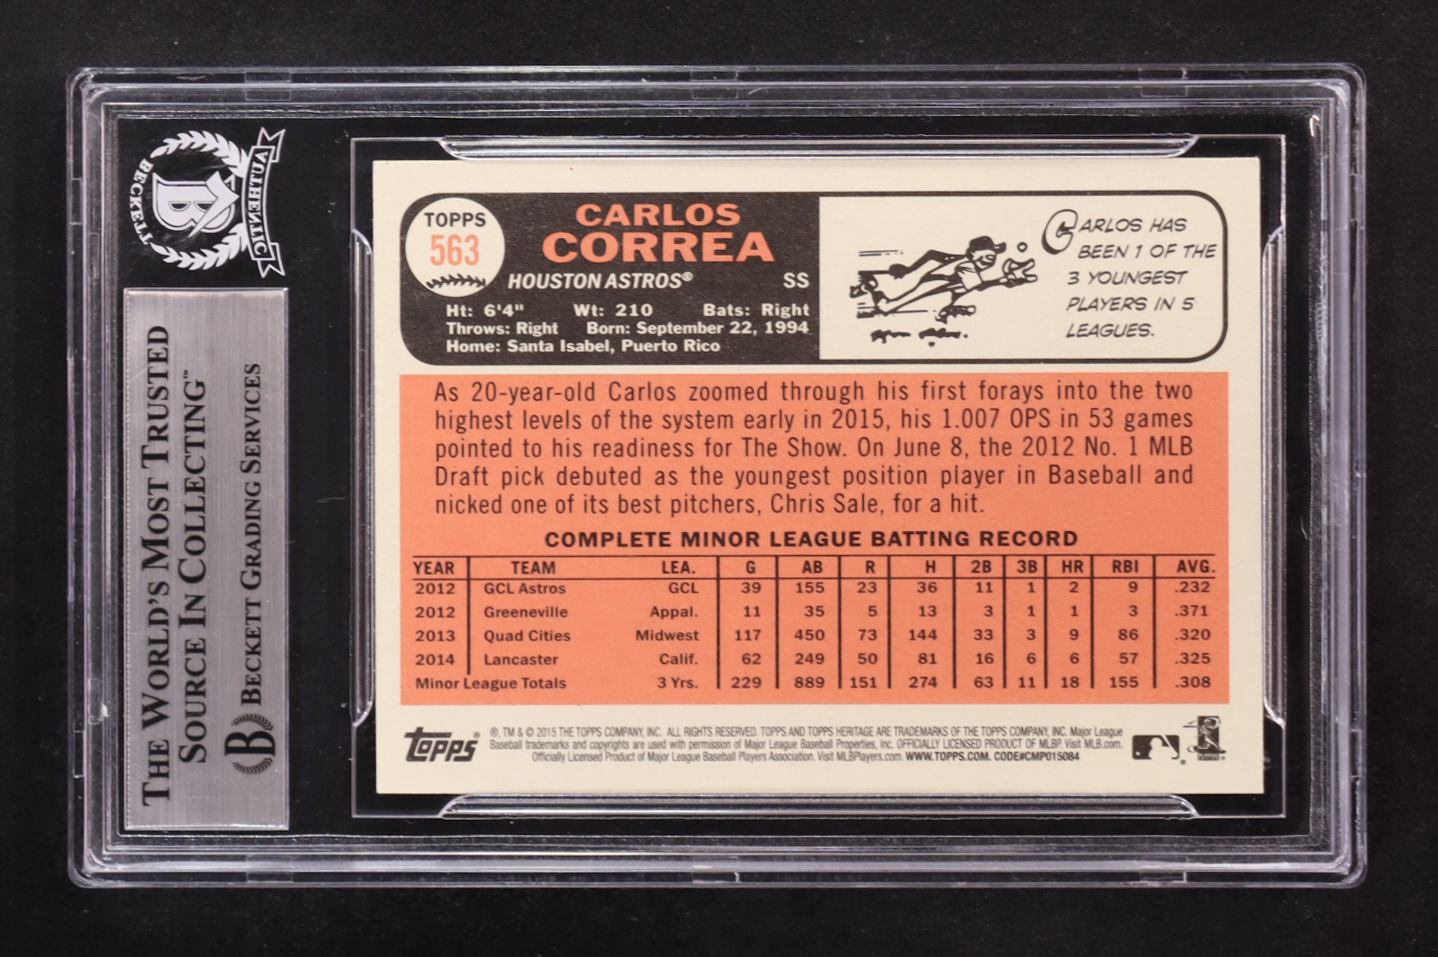 BECKETT
AUTHENTIC
THE WORLD'S MOST TRUSTED
SOURCE IN COLLECTING™
BECKETT GRADING SERVICES
TOPPS
563
CARLOS
CORREA
HOUSTON ASTROS® SS
Ht: 6'4" Wt: 210 Bats: Right
Throws: Right Born: September 22, 1994
Home: Santa Isabel, Puerto Rico
CARLOS HAS
BEEN 1 OF THE
3 YOUNGEST
PLAYERS IN 5
LEAGUES.
As 20-year-old Carlos zoomed through his first forays into the two
highest levels of the system early in 2015, his 1.007 OPS in 53 games
pointed to his readiness for The Show. On June 8, the 2012 No. 1 MLB
Draft pick debuted as the youngest position player in Baseball and
nicked one of its best pitchers, Chris Sale, for a hit.
COMPLETE MINOR LEAGUE BATTING RECORD
YEAR TEAM LEA. G AB R H 2B 3B HR RBI AVG.
2012 GCL Astros GCL 39 155 23 36 11 1 2 9 .232
2012 Greeneville Appal. 11 35 5 13 3 1 1 3 .371
2013 Quad Cities Midwest 117 450 73 144 33 3 9 86 .320
2014 Lancaster Calif. 62 249 50 81 16 6 6 57 .325
Minor League Totals 3 Yrs. 229 889 151 274 63 11 18 155 .308
Topps®
®, TM & © 2015 THE TOPPS COMPANY, INC. ALL RIGHTS RESERVED. TOPPS AND TOPPS HERITAGE ARE TRADEMARKS OF THE TOPPS COMPANY, INC. Major League
Baseball trademarks and copyrights are used with permission of Major League Baseball Properties, Inc. OFFICIALLY LICENSED PRODUCT OF MLBP. Visit MLB.com.
Officially Licensed Product of Major League Baseball Players Association. Visit MLBPlayers.com. WWW.TOPPS.COM. CODE#CMP015084